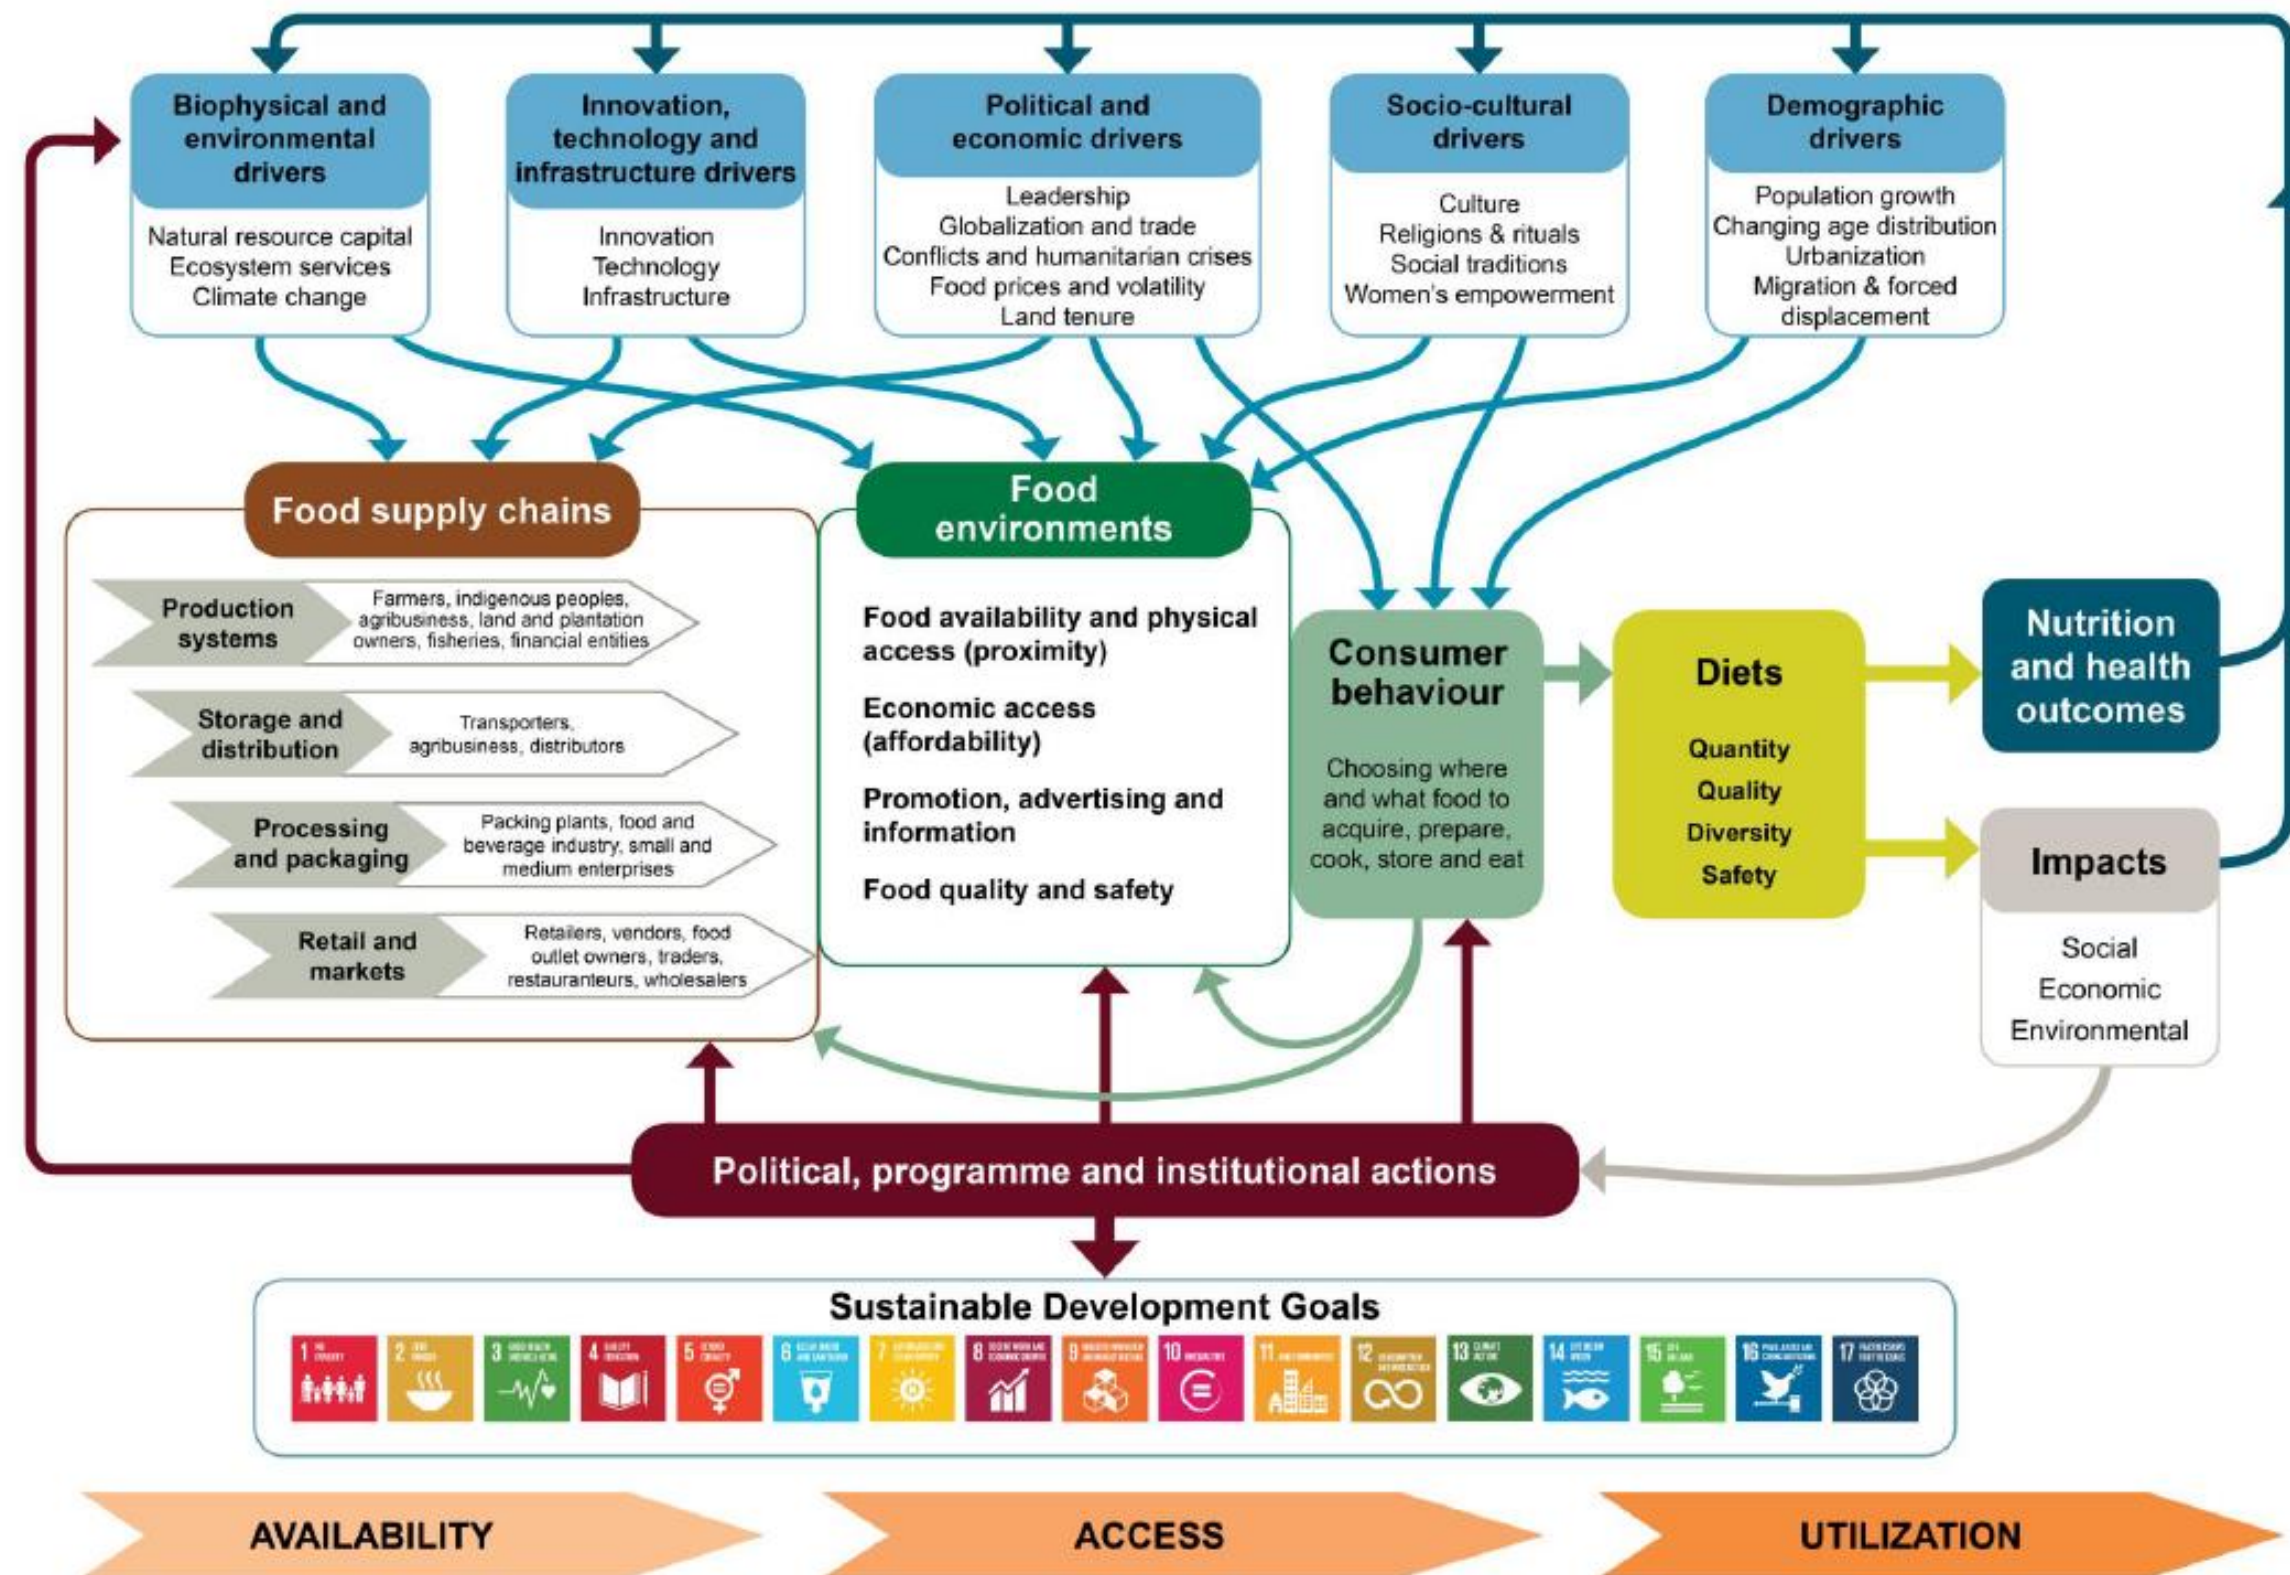 Biophysical and
environmental
drivers
Natural resource capital
Ecosystem services
Climate change
Innovation,
technology and
infrastructure drivers
Innovation
Technology
Infrastructure
Political and
economic drivers
Leadership
Globalization and trade
Conflicts and humanitarian crises
Food prices and volatility
Land tenure
Socio-cultural
drivers
Culture
Religions & rituals
Social traditions
Women's empowerment
Demographic
drivers
Population growth
Changing age distribution
Urbanization
Migration & forced
displacement
Food supply chains
Production
systems
Farmers, indigenous peoples,
agribusiness, land and plantation
owners, fisheries, financial entities
Storage and
distribution
Transporters,
agribusiness, distributors
Processing
and packaging
Packing plants, food and
beverage industry, small and
medium enterprises
Retail and
markets
Retailers, vendors, food
outlet owners, traders,
restauranteurs, wholesalers
Food
environments
Food availability and physical
access (proximity)
Economic access
(affordability)
Promotion, advertising and
information
Food quality and safety
Consumer
behaviour
Choosing where
and what food to
acquire, prepare,
cook, store and eat
Diets
Quantity
Quality
Diversity
Safety
Nutrition
and health
outcomes
Impacts
Social
Economic
Environmental
Political, programme and institutional actions
Sustainable Development Goals
1
2
3
4
5
6
7
8
9
10
11
12
13
14
15
16
17
AVAILABILITY
ACCESS
UTILIZATION